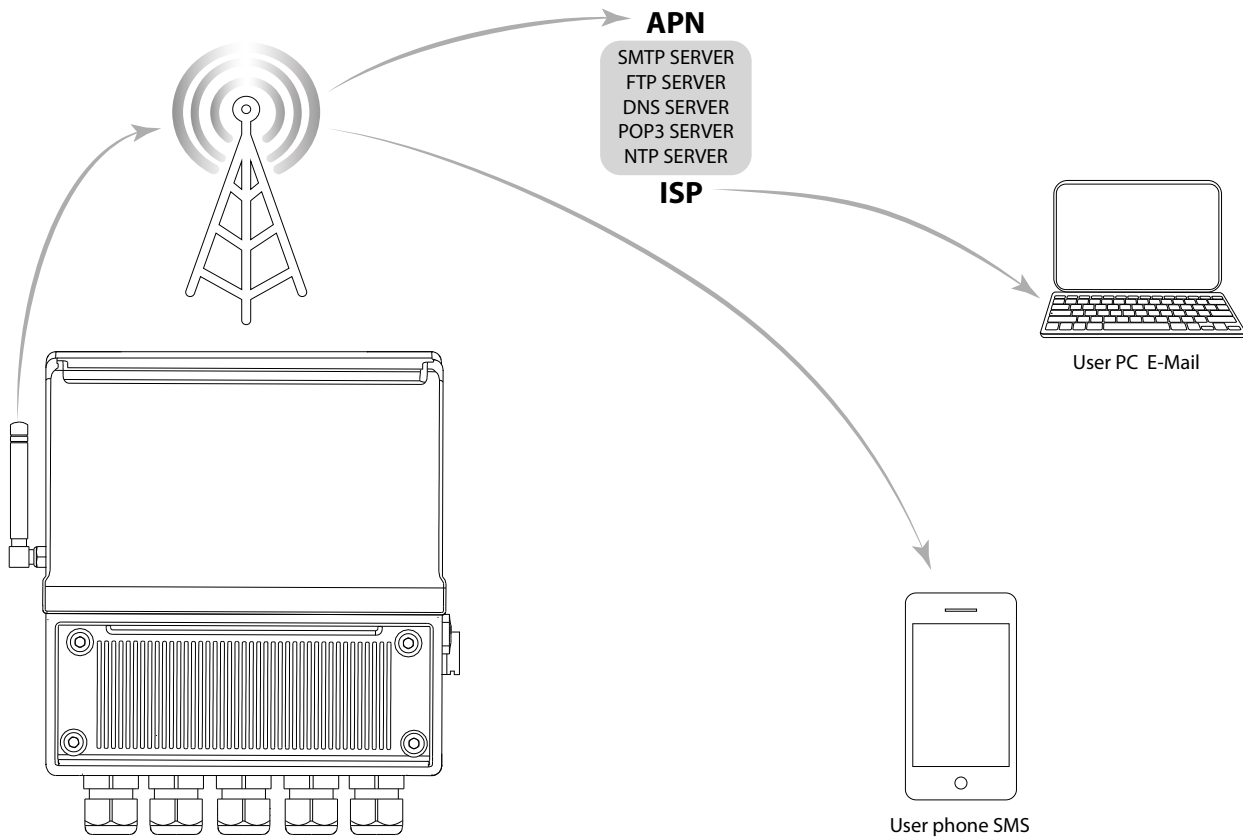 APN
SMTP SERVER
FTP SERVER
DNS SERVER
POP3 SERVER
NTP SERVER
ISP
User PC E-Mail
User phone SMS